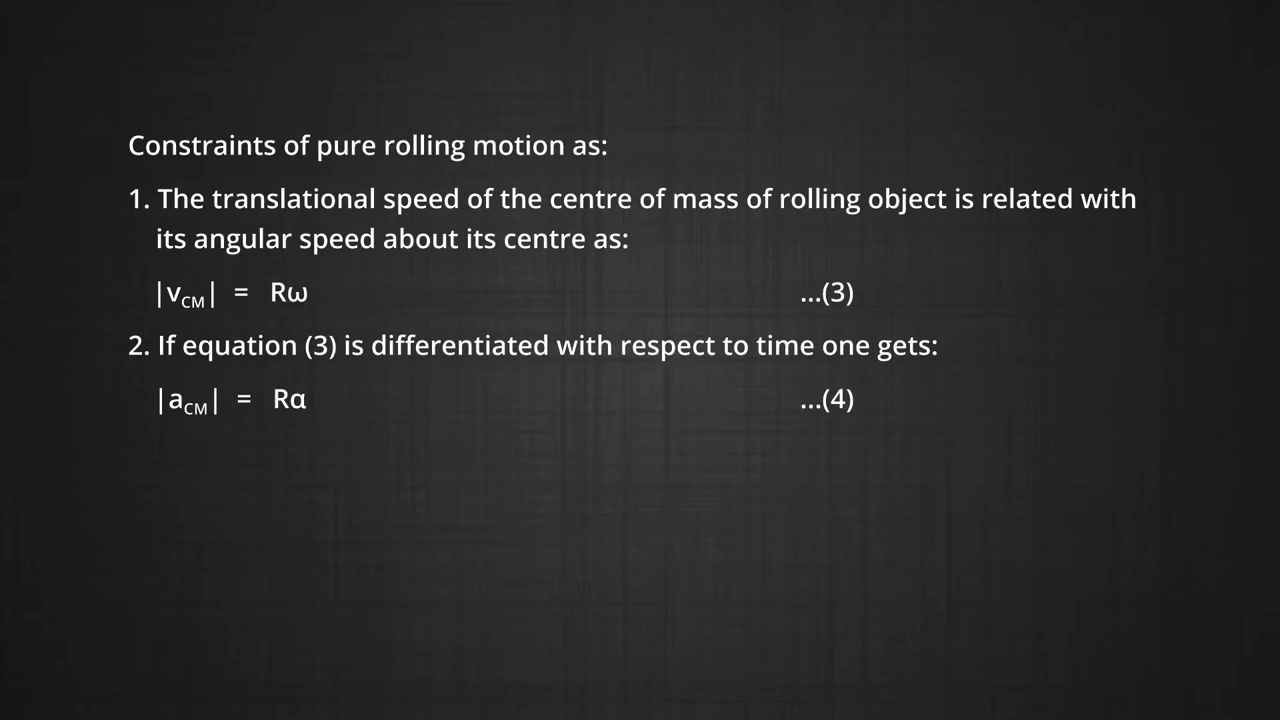 Constraints of pure rolling motion as:
1. The translational speed of the centre of mass of rolling object is related with
its angular speed about its centre as:
|v_CM| = Rω ...(3)
2. If equation (3) is differentiated with respect to time one gets:
|a_CM| = Rα ...(4)